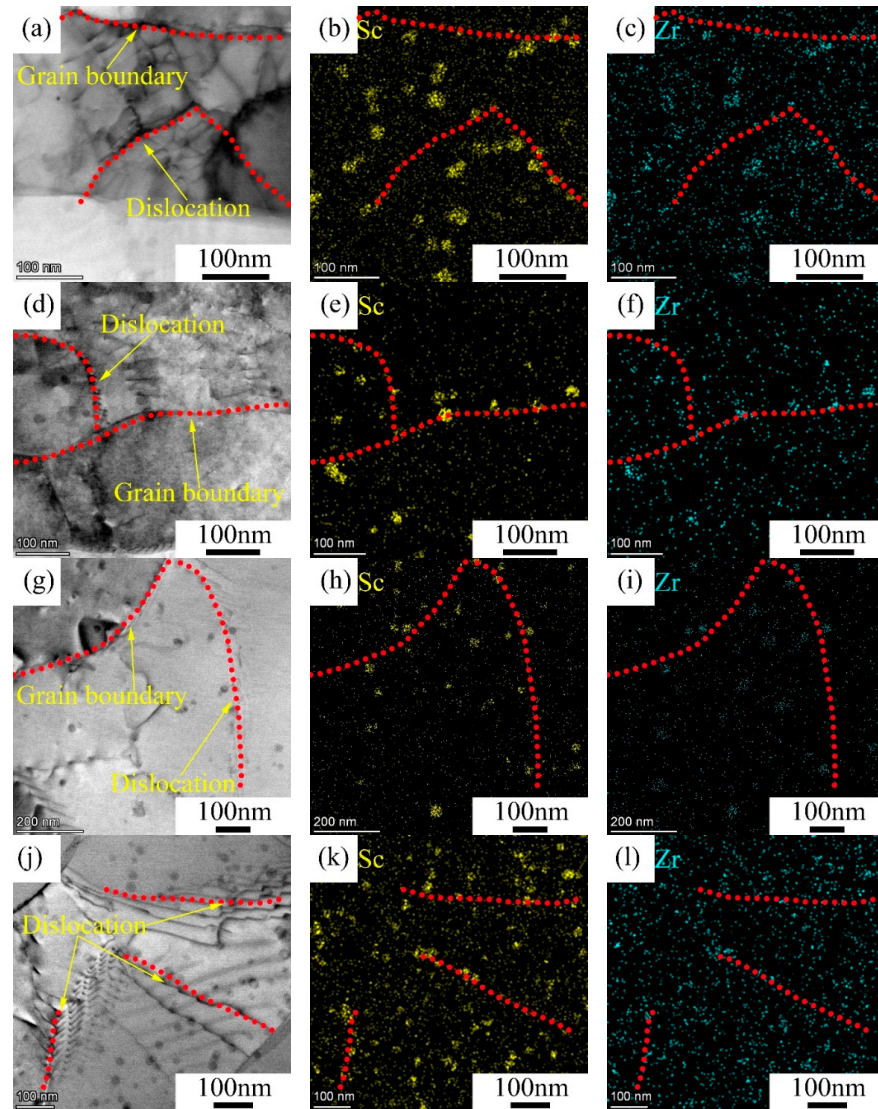 (a)
Grain boundary
Dislocation
100 nm
100nm
(b)
Sc
100 nm
100nm
(c)
Zr
100 nm
100nm
(d)
Dislocation
Grain boundary
100 nm
100nm
(e)
Sc
100 nm
100nm
(f)
Zr
100 nm
100nm
(g)
Grain boundary
Dislocation
200 nm
100nm
(h)
Sc
200 nm
100nm
(i)
Zr
200 nm
100nm
(j)
Dislocation
100 nm
100nm
(k)
Sc
100 nm
100nm
(l)
Zr
100 nm
100nm